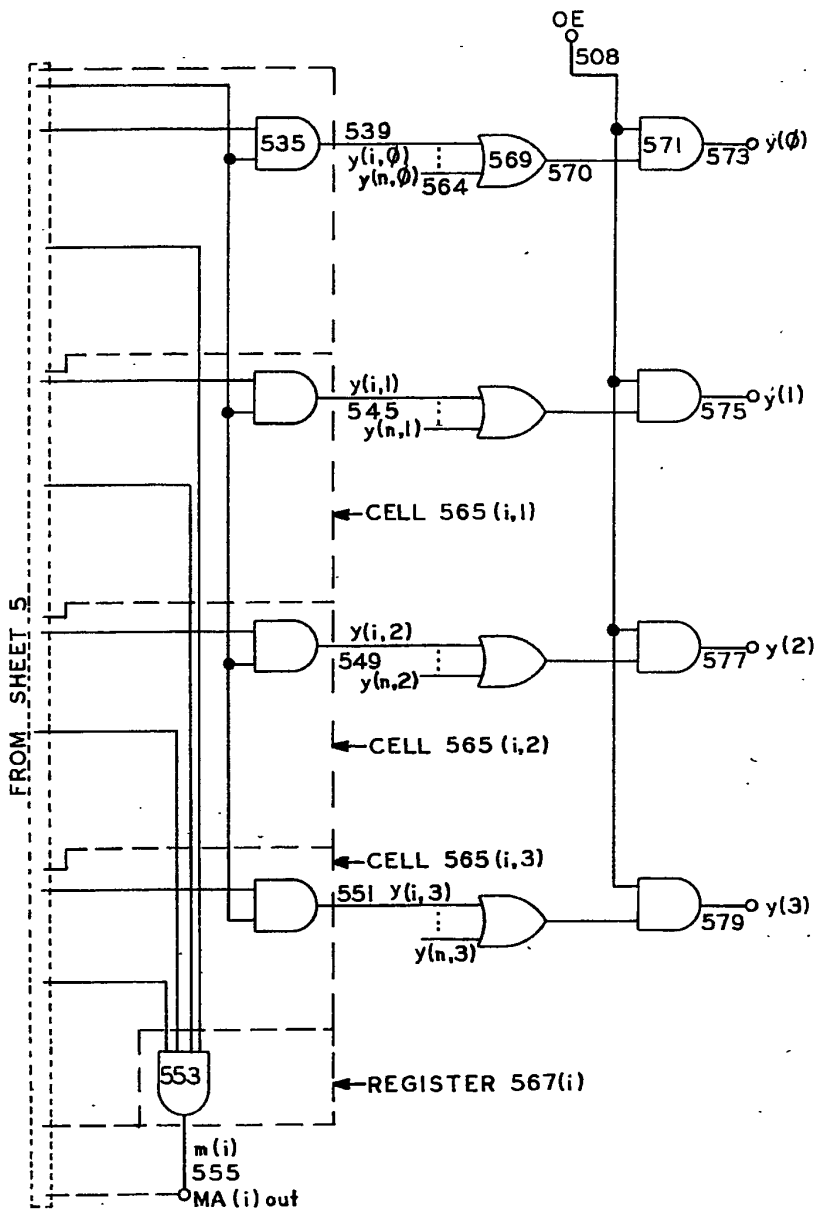 OE
508
535
539
y(i,Ø)
y(n,Ø)
564
569
570
571
573
y(Ø)
y(i,1)
545
y(n,1)
575
y(1)
CELL 565(i,1)
FROM SHEET 5
y(i,2)
549
y(n,2)
577
y(2)
CELL 565(i,2)
CELL 565(i,3)
551 y(i,3)
y(n,3)
579
y(3)
553
REGISTER 567(i)
m(i)
555
MA(i)out